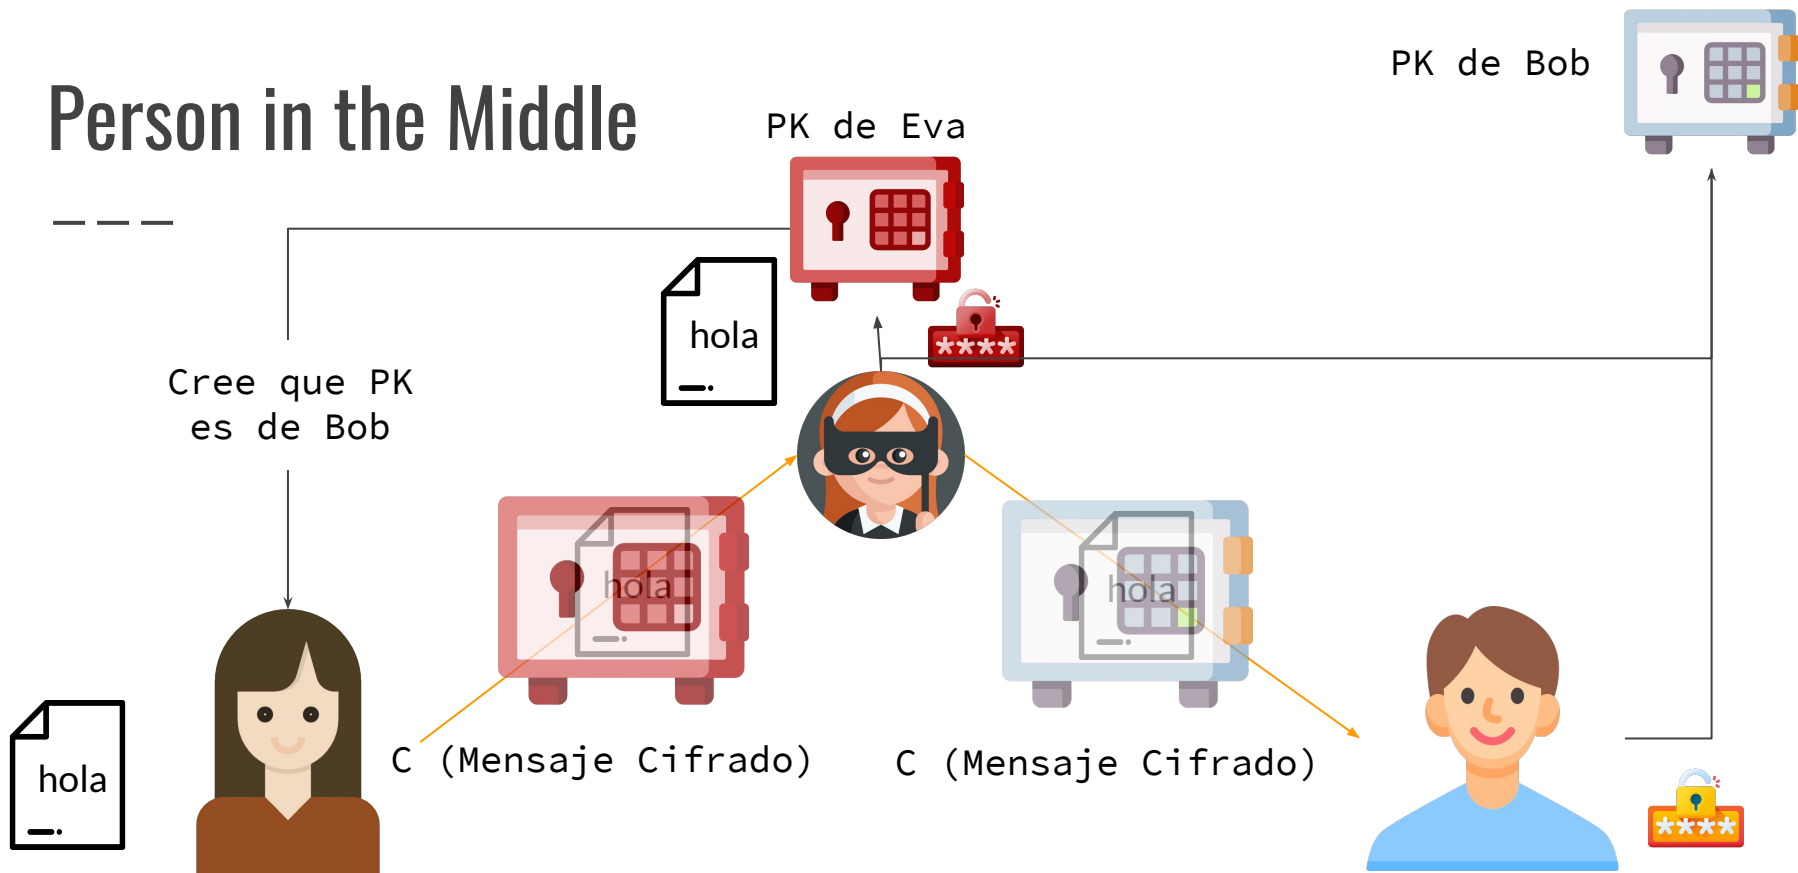 Person in the Middle
PK de Bob
PK de Eva
hola
****
Cree que PK
es de Bob
hola
hola
C (Mensaje Cifrado)
C (Mensaje Cifrado)
hola
****